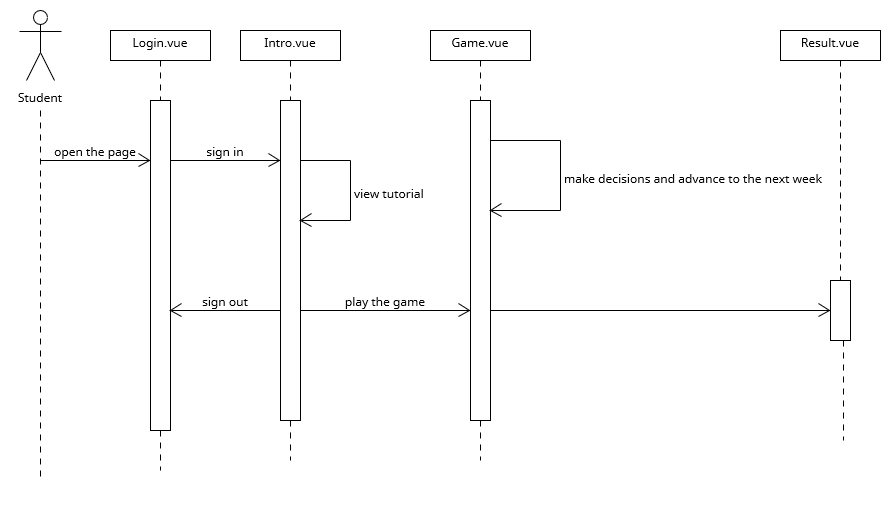 Login.vue
Intro.vue
Game.vue
Result.vue
Student
open the page
sign in
view tutorial
make decisions and advance to the next week
sign out
play the game